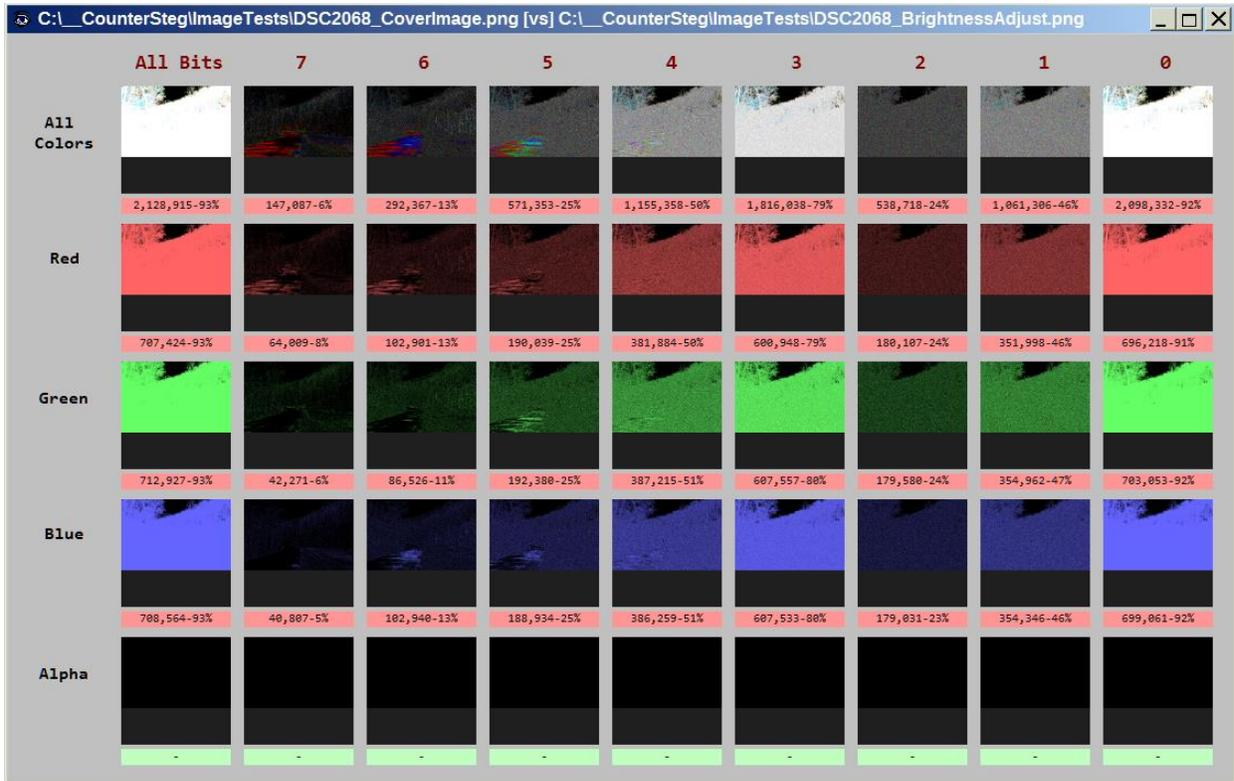 C:\__CounterSteg\ImageTests\DSC2068_CoverImage.png [vs] C:\__CounterSteg\ImageTests\DSC2068_BrightnessAdjust.png
All Bits 7 6 5 4 3 2 1 0
All
Colors
2,128,915-93% 147,087-6% 292,367-13% 571,353-25% 1,155,358-50% 1,816,038-79% 538,718-24% 1,061,306-46% 2,098,332-92%
Red
707,424-93% 64,009-8% 102,901-13% 190,039-25% 381,884-50% 600,948-79% 180,107-24% 351,998-46% 696,218-91%
Green
712,927-93% 42,271-6% 86,526-11% 192,380-25% 387,215-51% 607,557-80% 179,580-24% 354,962-47% 703,053-92%
Blue
708,564-93% 40,807-5% 102,940-13% 188,934-25% 386,259-51% 607,533-80% 179,031-23% 354,346-46% 699,061-92%
Alpha
- - - - - - - - -